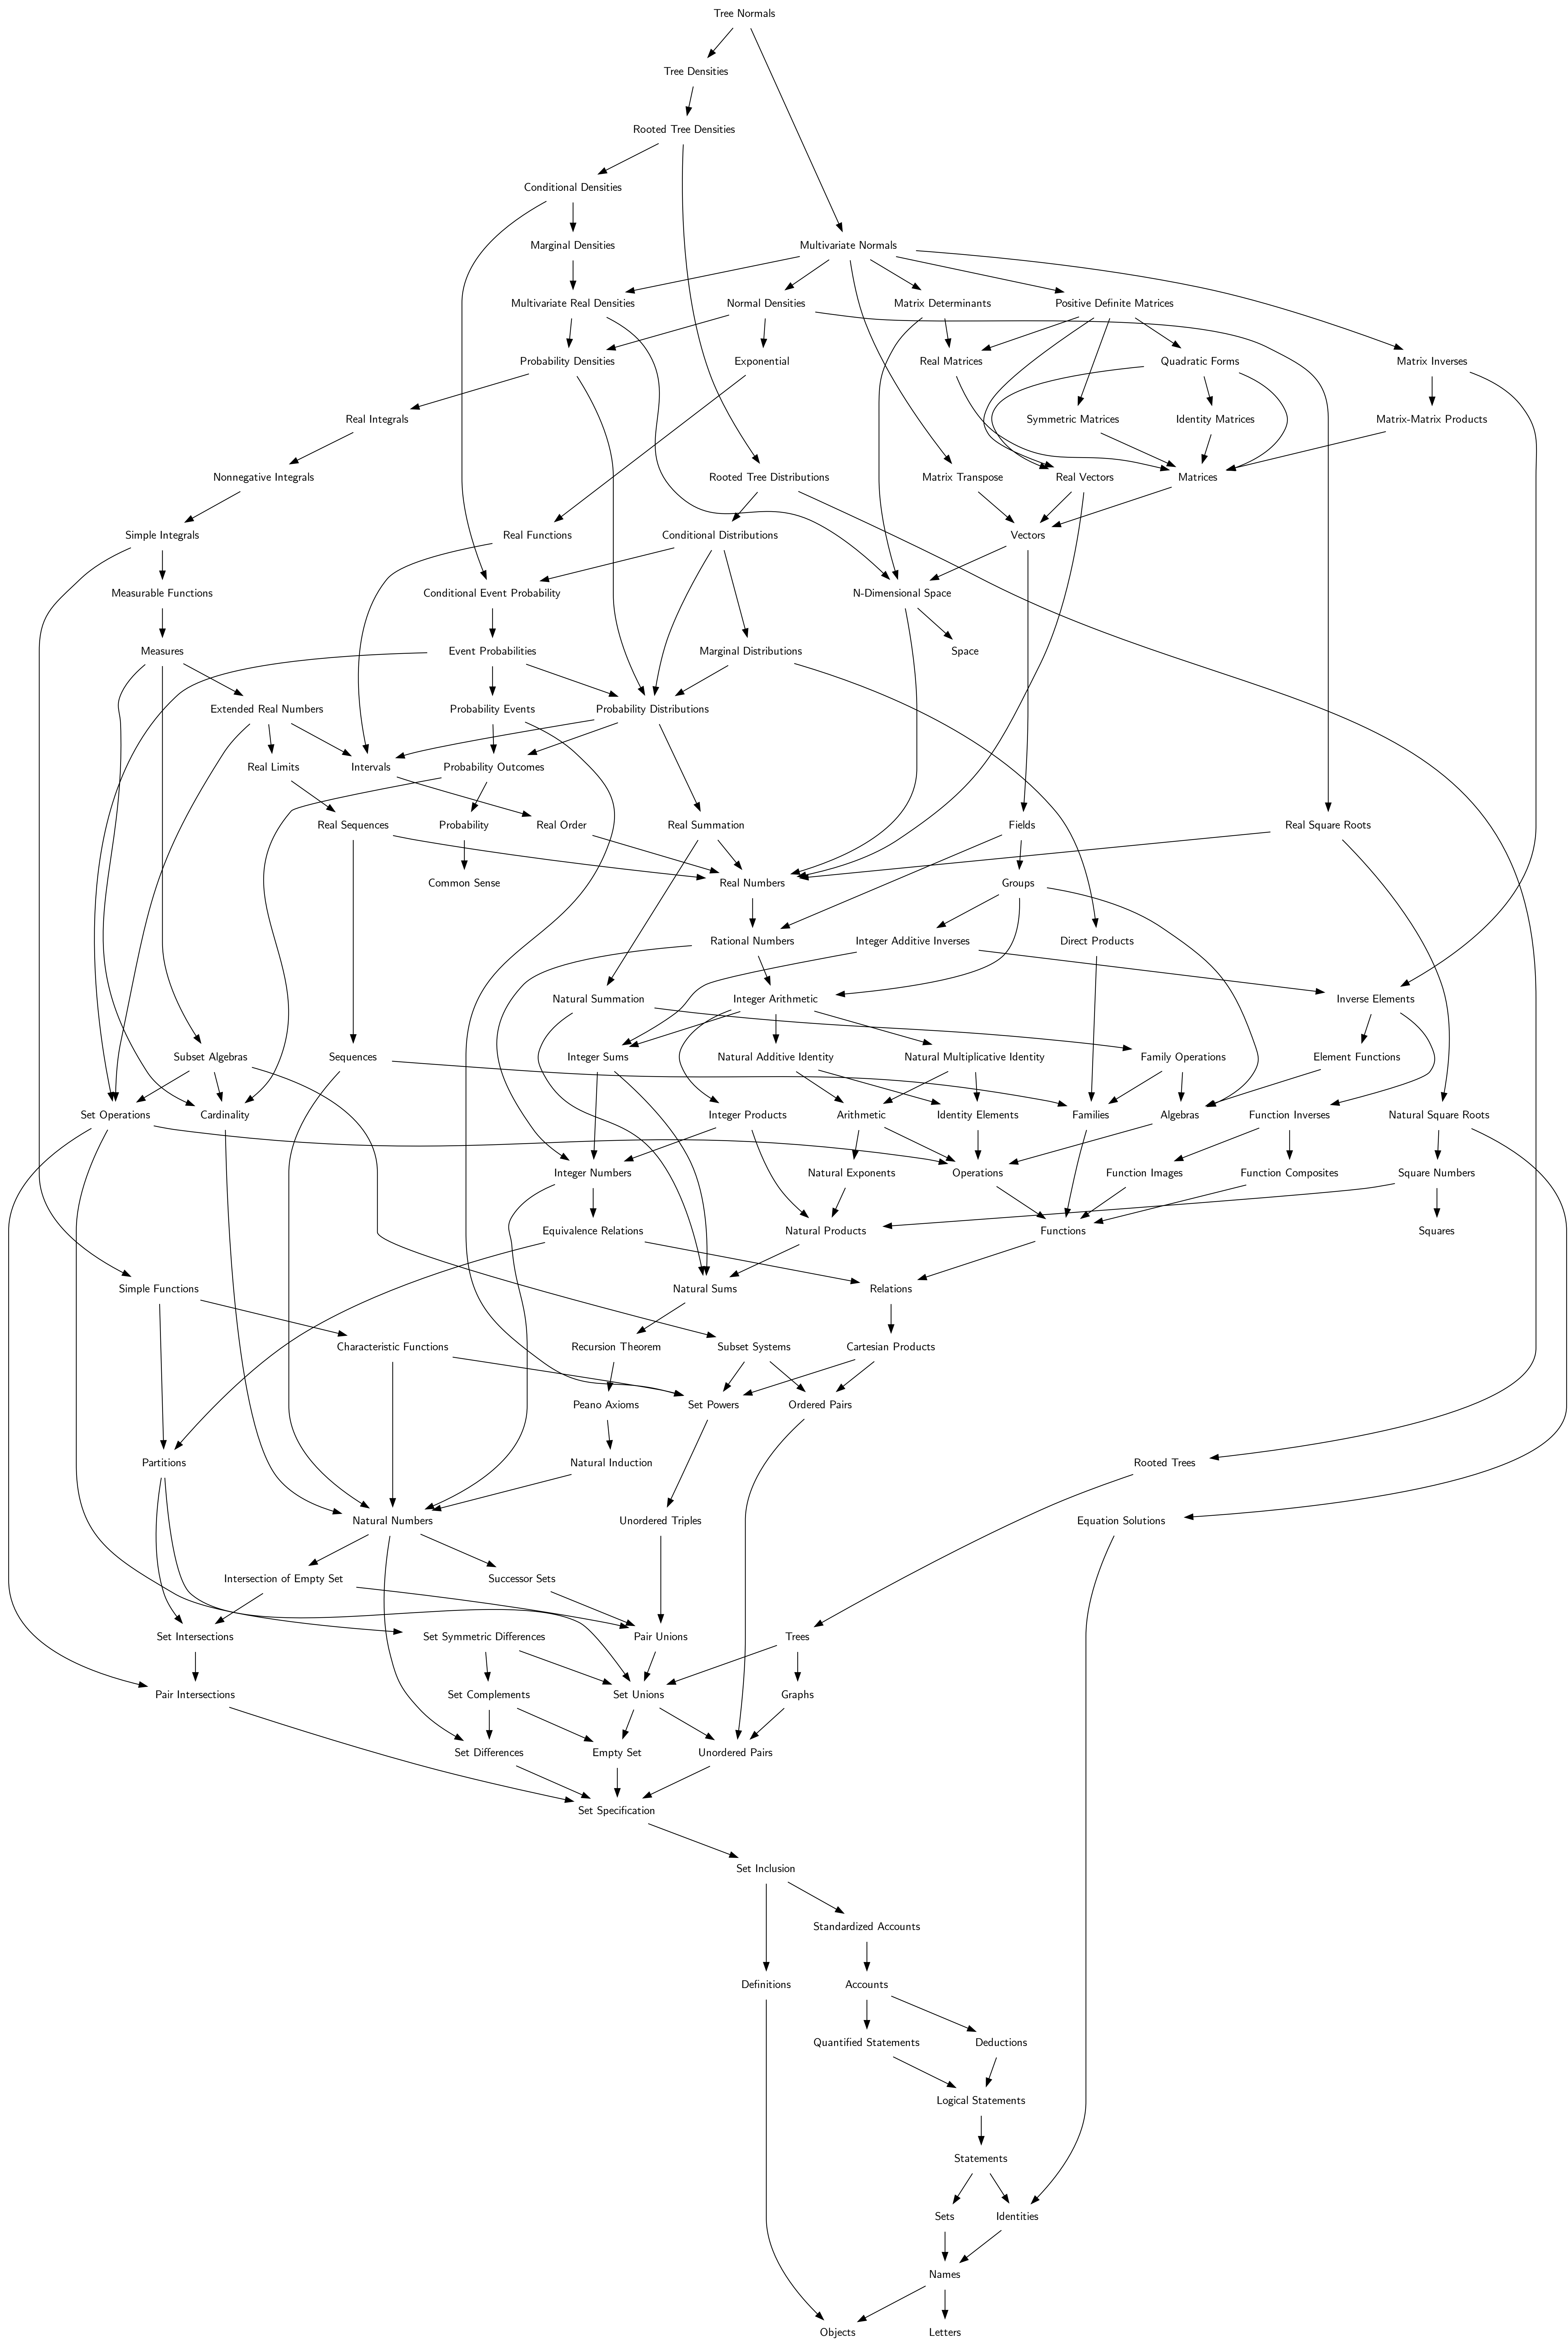 Tree Normals
Tree Densities
Rooted Tree Densities
Conditional Densities
Marginal Densities
Multivariate Normals
Multivariate Real Densities
Normal Densities
Matrix Determinants
Positive Definite Matrices
Probability Densities
Exponential
Real Matrices
Quadratic Forms
Matrix Inverses
Real Integrals
Symmetric Matrices
Identity Matrices
Matrix-Matrix Products
Nonnegative Integrals
Rooted Tree Distributions
Matrix Transpose
Real Vectors
Matrices
Simple Integrals
Real Functions
Conditional Distributions
Vectors
Measurable Functions
Conditional Event Probability
N-Dimensional Space
Measures
Event Probabilities
Marginal Distributions
Space
Extended Real Numbers
Probability Events
Probability Distributions
Real Limits
Intervals
Probability Outcomes
Real Sequences
Probability
Real Order
Real Summation
Fields
Real Square Roots
Common Sense
Real Numbers
Groups
Rational Numbers
Integer Additive Inverses
Direct Products
Natural Summation
Integer Arithmetic
Inverse Elements
Subset Algebras
Sequences
Integer Sums
Natural Additive Identity
Natural Multiplicative Identity
Family Operations
Element Functions
Set Operations
Cardinality
Integer Products
Arithmetic
Identity Elements
Families
Algebras
Function Inverses
Natural Square Roots
Integer Numbers
Natural Exponents
Operations
Function Images
Function Composites
Square Numbers
Equivalence Relations
Natural Products
Functions
Squares
Simple Functions
Natural Sums
Relations
Characteristic Functions
Recursion Theorem
Subset Systems
Cartesian Products
Peano Axioms
Set Powers
Ordered Pairs
Partitions
Natural Induction
Rooted Trees
Natural Numbers
Unordered Triples
Equation Solutions
Intersection of Empty Set
Successor Sets
Set Intersections
Set Symmetric Differences
Pair Unions
Trees
Pair Intersections
Set Complements
Set Unions
Graphs
Set Differences
Empty Set
Unordered Pairs
Set Specification
Set Inclusion
Standardized Accounts
Definitions
Accounts
Quantified Statements
Deductions
Logical Statements
Statements
Sets
Identities
Names
Objects
Letters